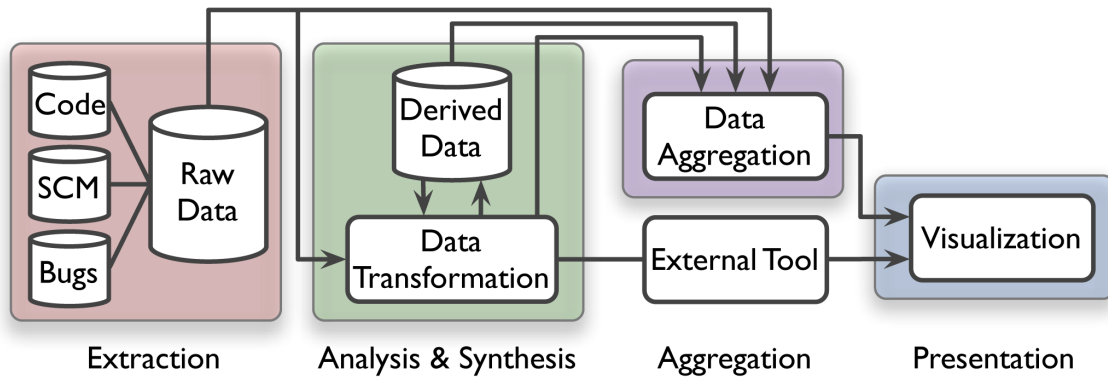 Code
SCM
Bugs
Raw
Data
Derived
Data
Data
Transformation
Data
Aggregation
External Tool
Visualization
Extraction
Analysis & Synthesis
Aggregation
Presentation